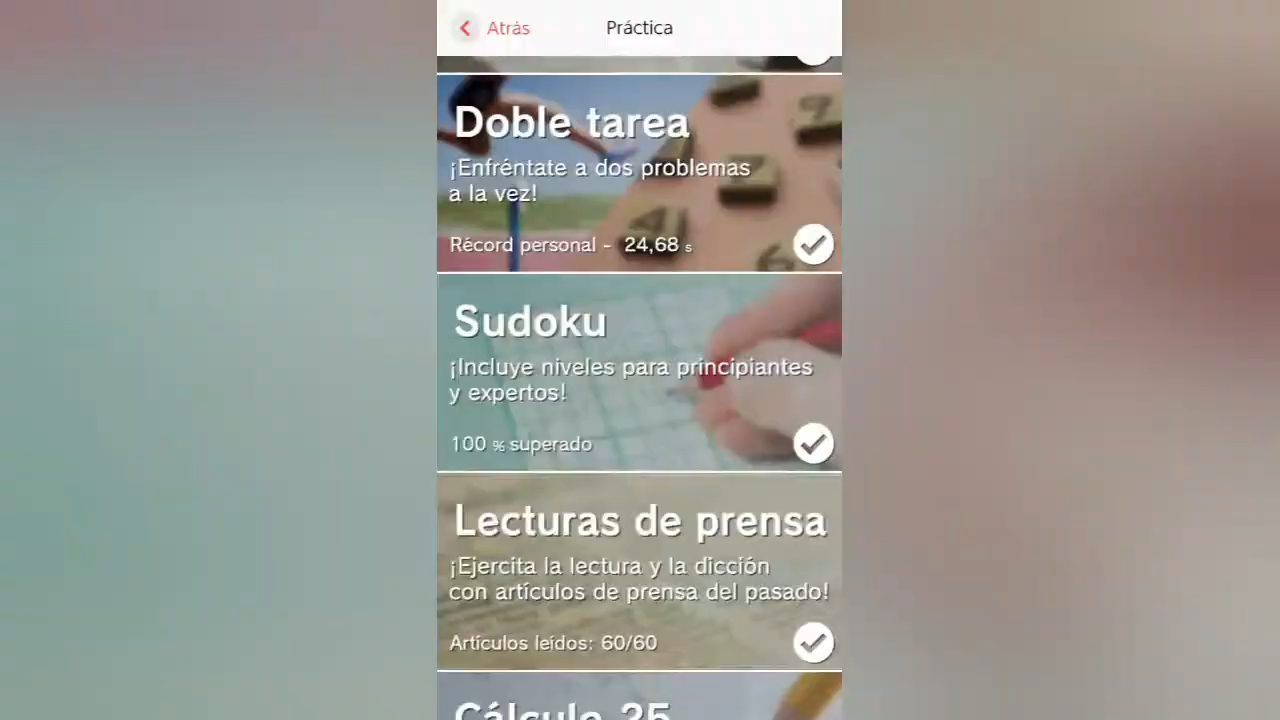 Atrás
Práctica
Doble tarea
¡Enfréntate a dos problemas
a la vez!
Récord personal - 24,68 s
Sudoku
¡Incluye niveles para principiantes
y expertos!
100 % superado
Lecturas de prensa
¡Ejercita la lectura y la dicción
con artículos de prensa del pasado!
Artículos leídos: 60/60
Cálculo 25